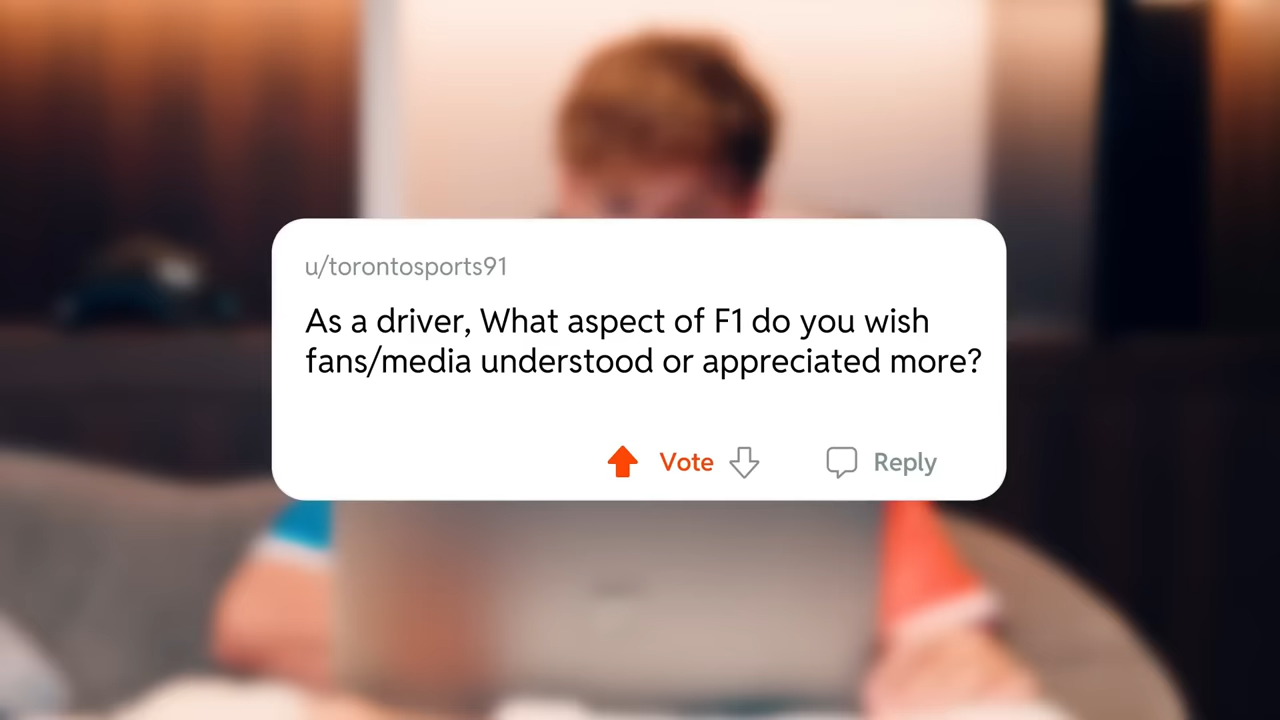 u/torontosports91
As a driver, What aspect of F1 do you wish
fans/media understood or appreciated more?
Vote Reply